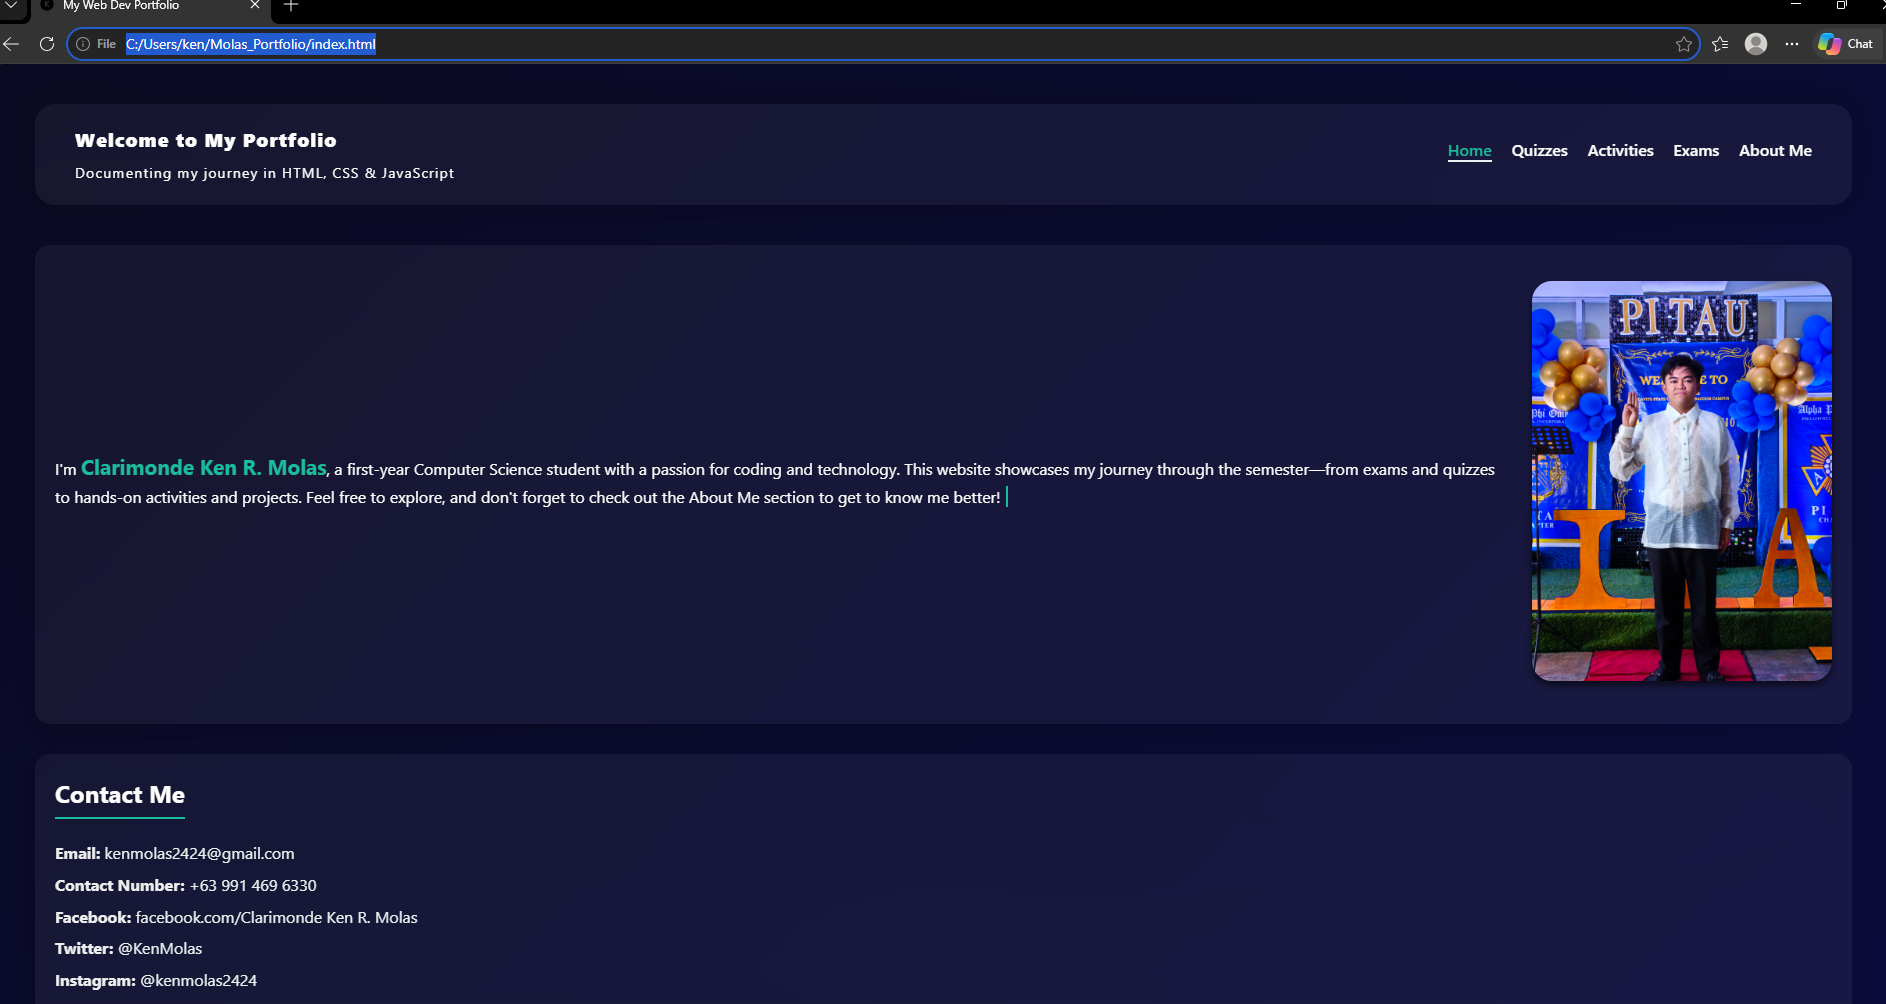 My Web Dev Portfolio
File C:/Users/ken/Molas_Portfolio/index.html
Chat
Welcome to My Portfolio
Documenting my journey in HTML, CSS & JavaScript
Home Quizzes Activities Exams About Me
I'm Clarimonde Ken R. Molas, a first-year Computer Science student with a passion for coding and technology. This website showcases my journey through the semester—from exams and quizzes
to hands-on activities and projects. Feel free to explore, and don't forget to check out the About Me section to get to know me better!
PI TAU
TO
Alpha
PI
I A
Contact Me
Email: kenmolas2424@gmail.com
Contact Number: +63 991 469 6330
Facebook: facebook.com/Clarimonde Ken R. Molas
Twitter: @KenMolas
Instagram: @kenmolas2424